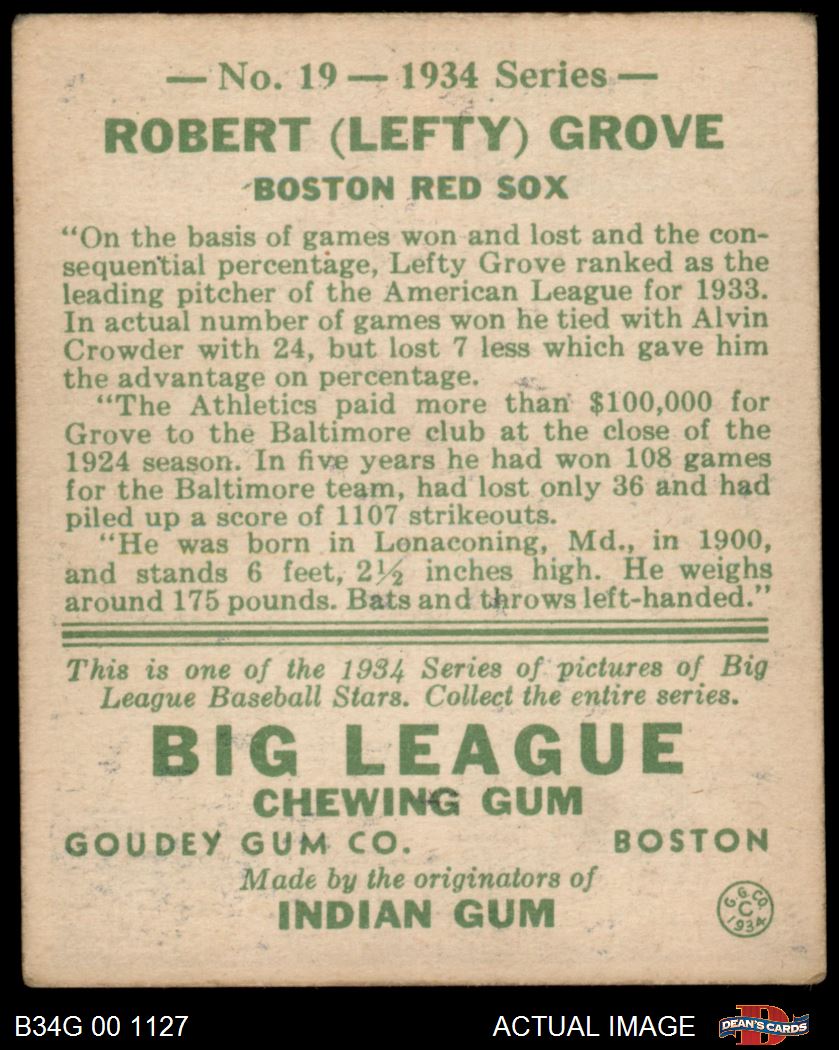 — No. 19 — 1934 Series —
ROBERT (LEFTY) GROVE
BOSTON RED SOX
“On the basis of games won and lost and the con-
sequential percentage, Lefty Grove ranked as the
leading pitcher of the American League for 1933.
In actual number of games won he tied with Alvin
Crowder with 24, but lost 7 less which gave him
the advantage on percentage.
“The Athletics paid more than $100,000 for
Grove to the Baltimore club at the close of the
1924 season. In five years he had won 108 games
for the Baltimore team, had lost only 36 and had
piled up a score of 1107 strikeouts.
“He was born in Lonaconing, Md., in 1900,
and stands 6 feet, 2½ inches high. He weighs
around 175 pounds. Bats and throws left-handed.”
This is one of the 1934 Series of pictures of Big
League Baseball Stars. Collect the entire series.
BIG LEAGUE
CHEWING GUM
GOUDEY GUM CO. BOSTON
Made by the originators of
INDIAN GUM
G. G. CO.
C
1934
B34G 00 1127 ACTUAL IMAGE
D
DEAN'S CARDS